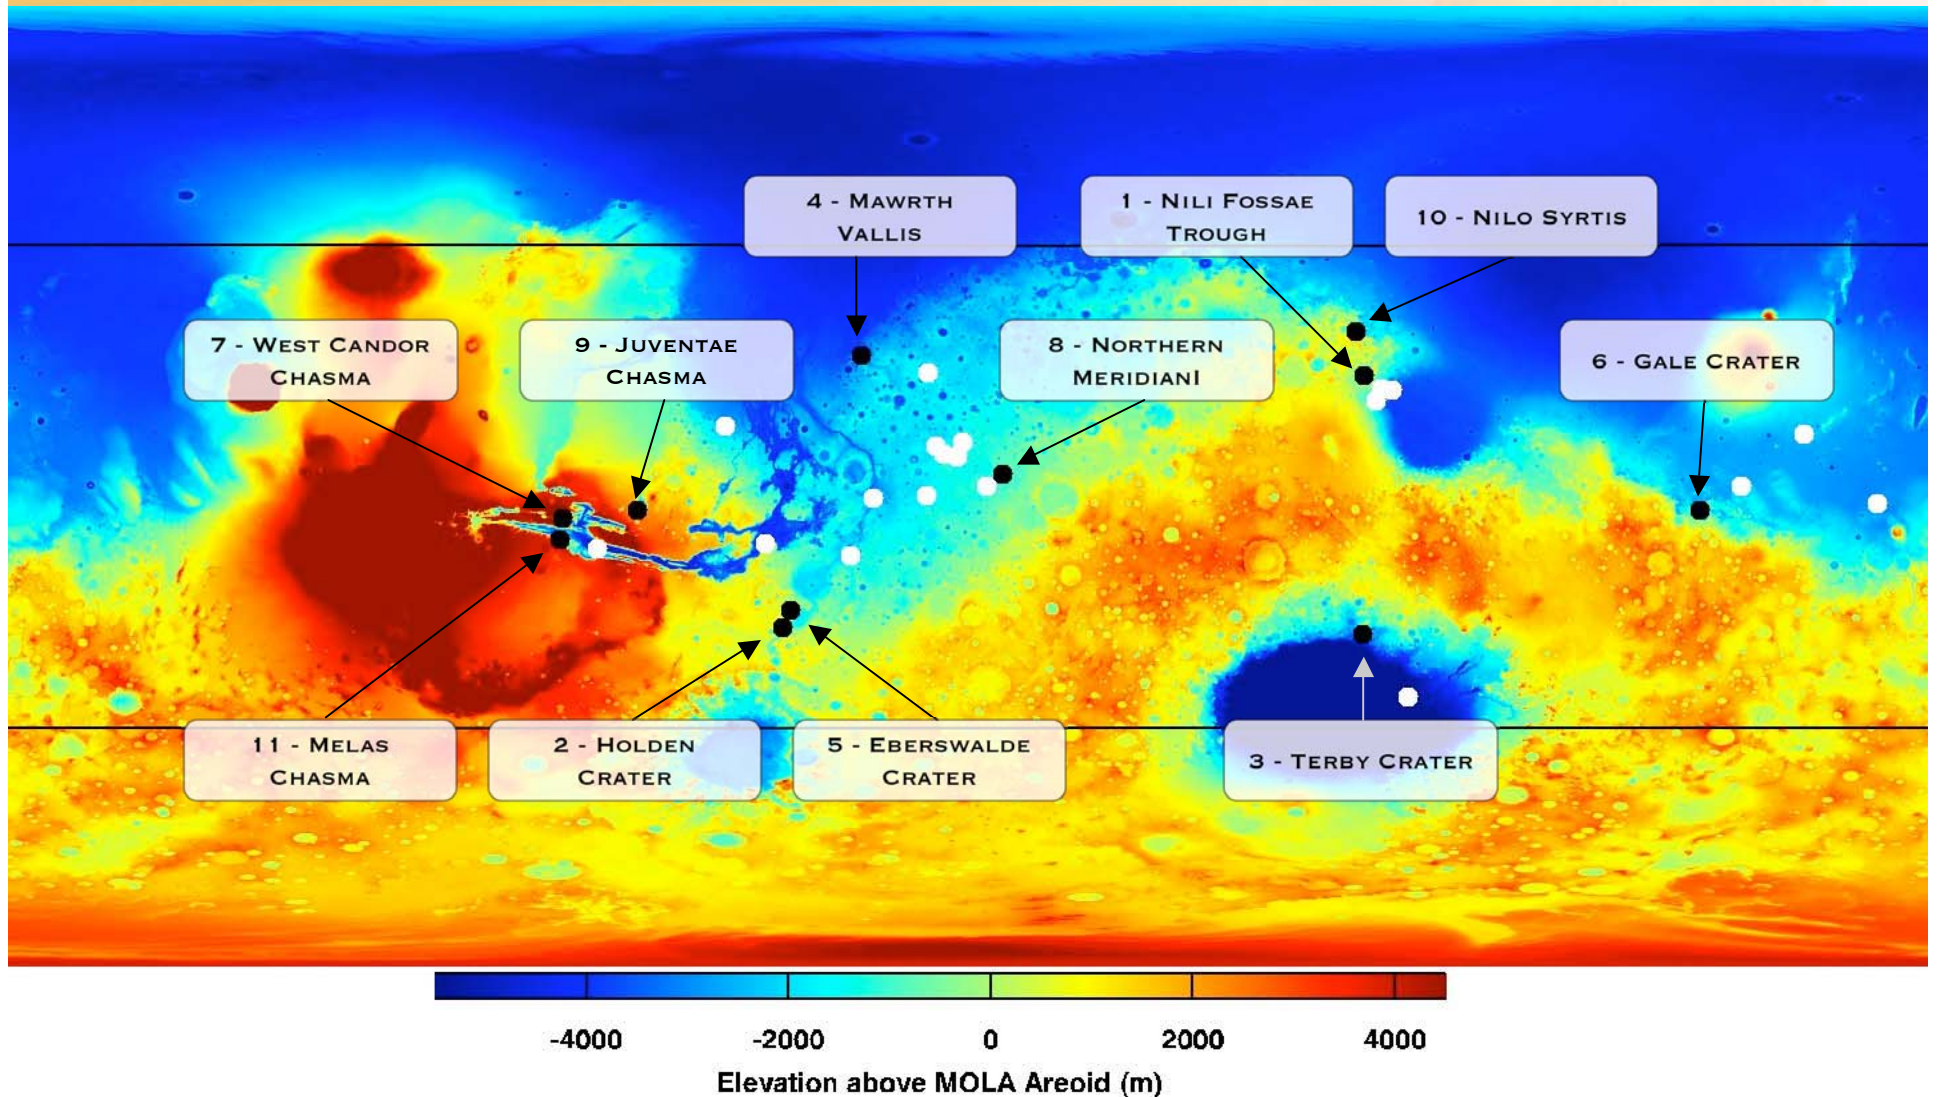 4 - MAWRTH
VALLIS
1 - NILI FOSSAE
TROUGH
10 - NILO SYRTIS
7 - WEST CANDOR
CHASMA
9 - JUVENTAE
CHASMA
8 - NORTHERN
MERIDIANI
6 - GALE CRATER
11 - MELAS
CHASMA
2 - HOLDEN
CRATER
5 - EBERSWALDE
CRATER
3 - TERBY CRATER
-4000 -2000 0 2000 4000
Elevation above MOLA Areoid (m)